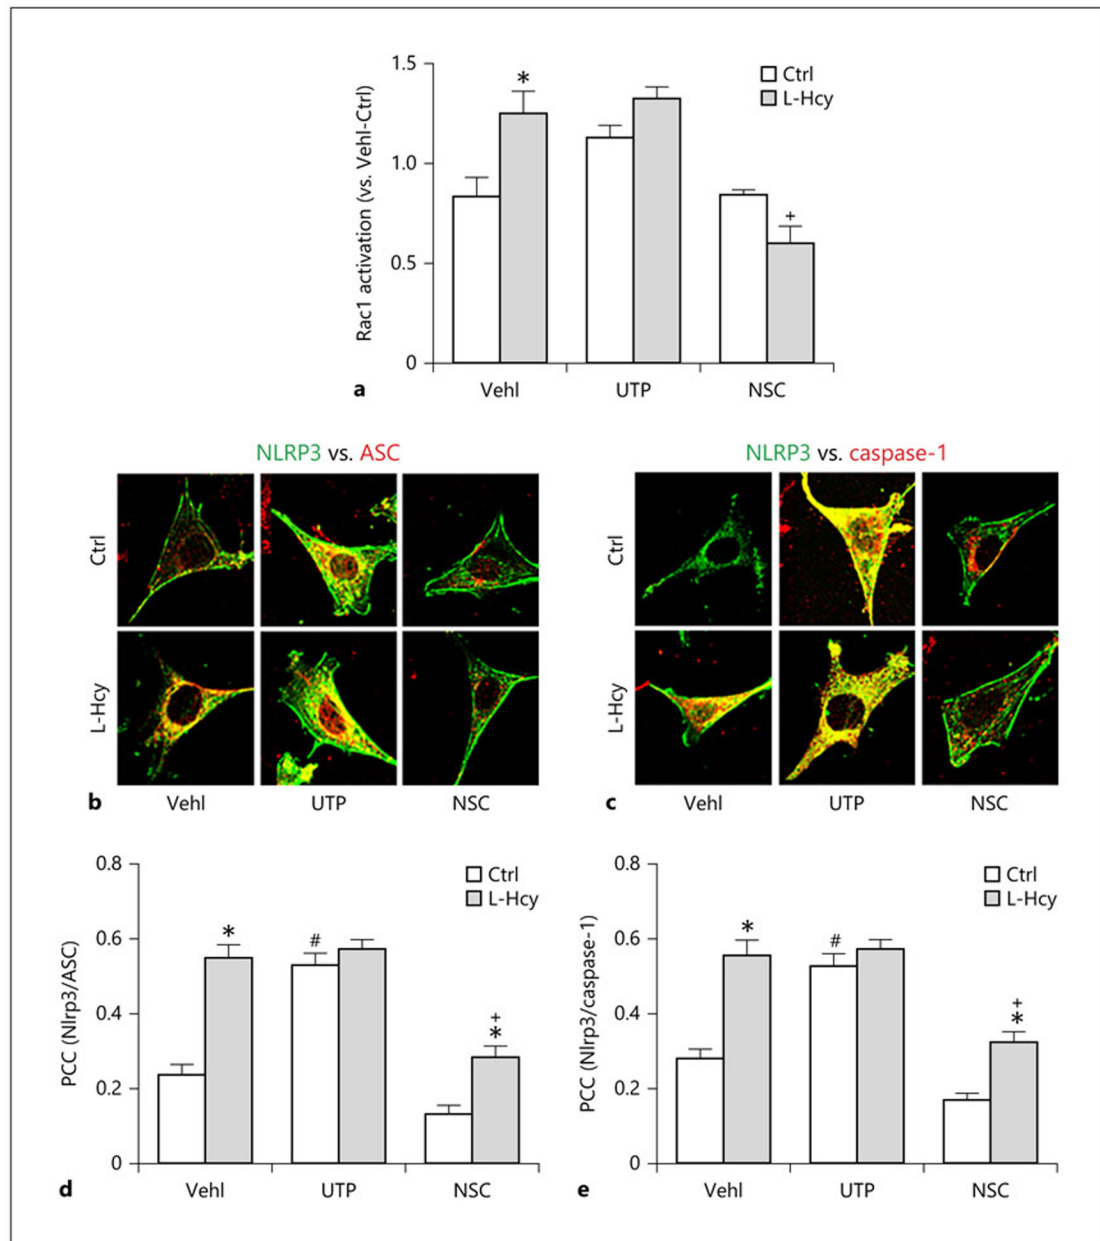 Rac1 activation (vs. Vehl-Ctrl)
1.5
1.0
0.5
0
*
+
Ctrl
L-Hcy
Vehl
UTP
NSC
a
NLRP3 vs. ASC
Ctrl
L-Hcy
Vehl
UTP
NSC
b
NLRP3 vs. caspase-1
Ctrl
L-Hcy
Vehl
UTP
NSC
c
PCC (Nlrp3/ASC)
0.8
0.6
0.4
0.2
0
*
#
+
*
Ctrl
L-Hcy
Vehl
UTP
NSC
d
PCC (Nlrp3/caspase-1)
0.8
0.6
0.4
0.2
0
*
#
+
*
Ctrl
L-Hcy
Vehl
UTP
NSC
e